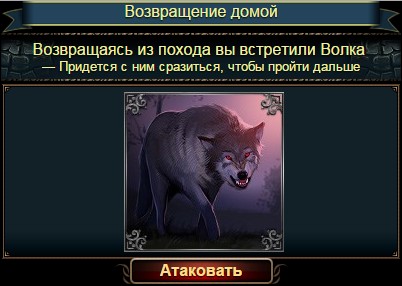 Возвращение домой
Возвращаясь из похода вы встретили Волка
— Придется с ним сразиться, чтобы пройти дальше
Атаковать